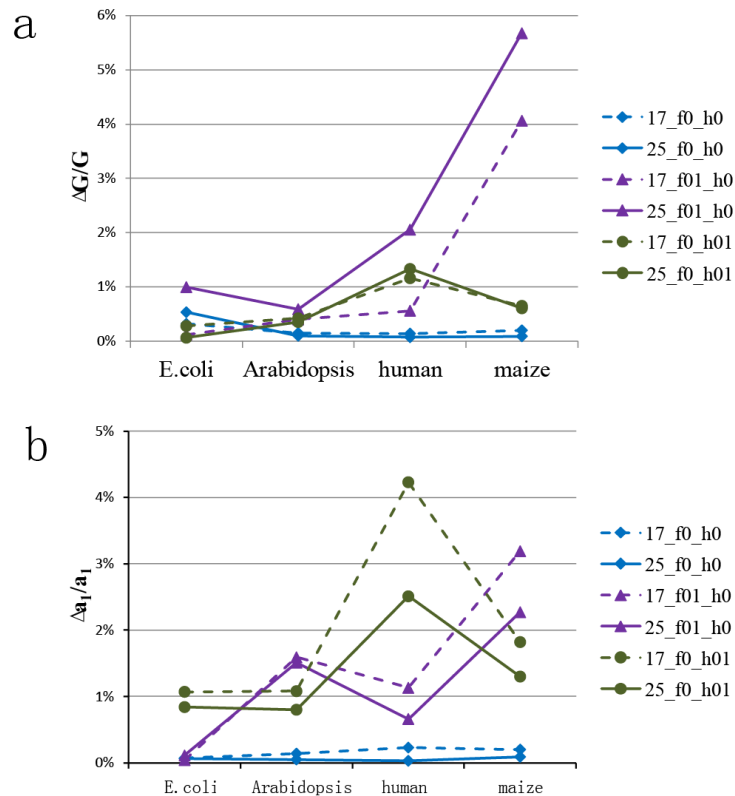 a
6%
5%
4%
3%
2%
1%
0%
ΔG/G
E.coli Arabidopsis human maize
17_f0_h0
25_f0_h0
17_f01_h0
25_f01_h0
17_f0_h01
25_f0_h01
b
5%
4%
3%
2%
1%
0%
Δa₁/a₁
E.coli Arabidopsis human maize
17_f0_h0
25_f0_h0
17_f01_h0
25_f01_h0
17_f0_h01
25_f0_h01